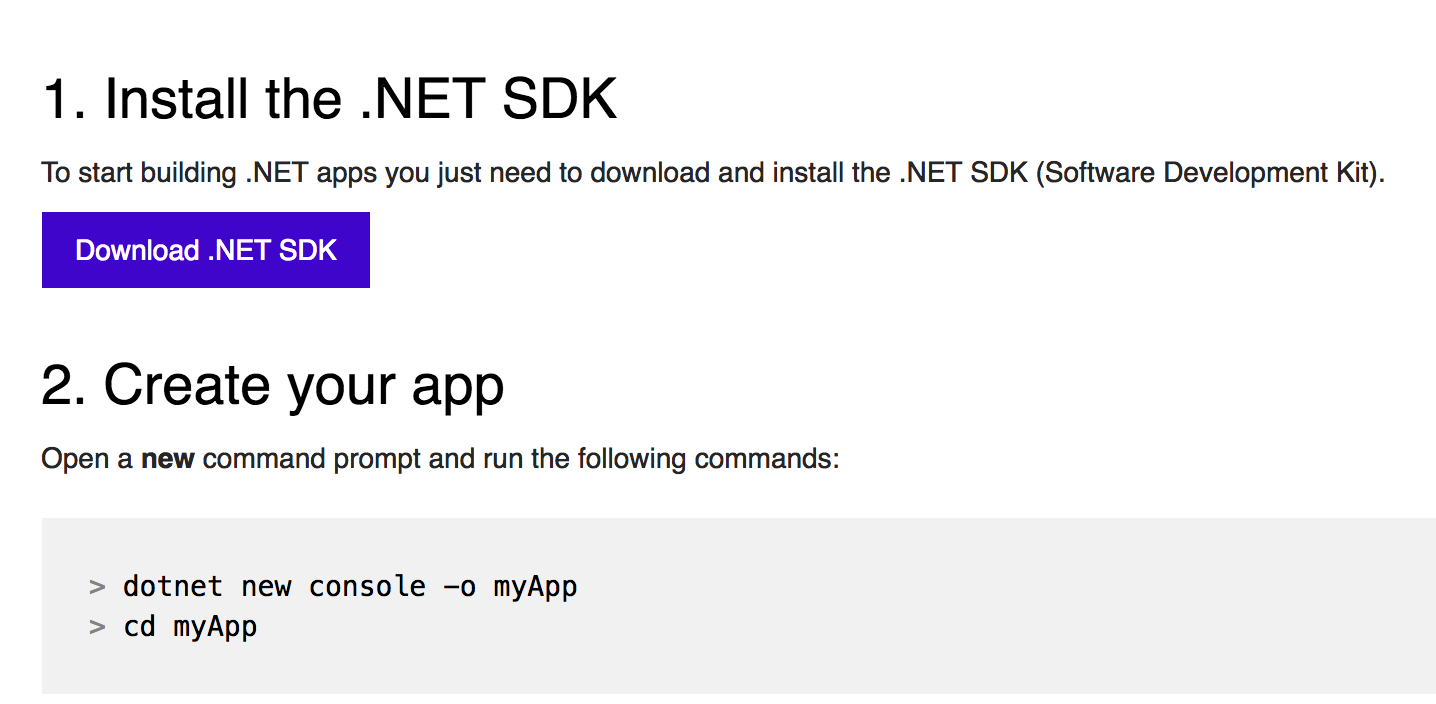 1. Install the .NET SDK
To start building .NET apps you just need to download and install the .NET SDK (Software Development Kit).
Download .NET SDK
2. Create your app
Open a new command prompt and run the following commands:
> dotnet new console -o myApp
> cd myApp